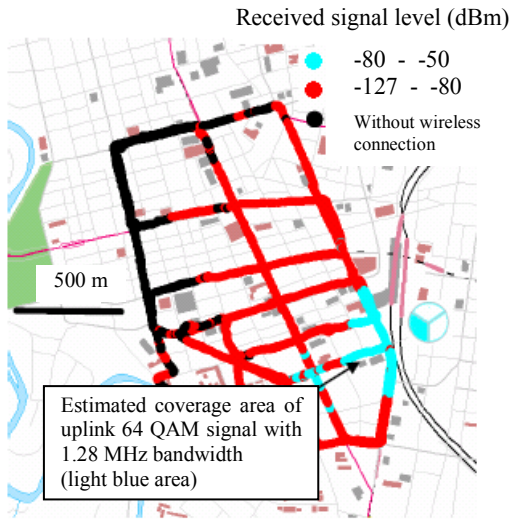 Received signal level (dBm)
-80 - -50
-127 - -80
Without wireless
connection
500 m
Estimated coverage area of
uplink 64 QAM signal with
1.28 MHz bandwidth
(light blue area)